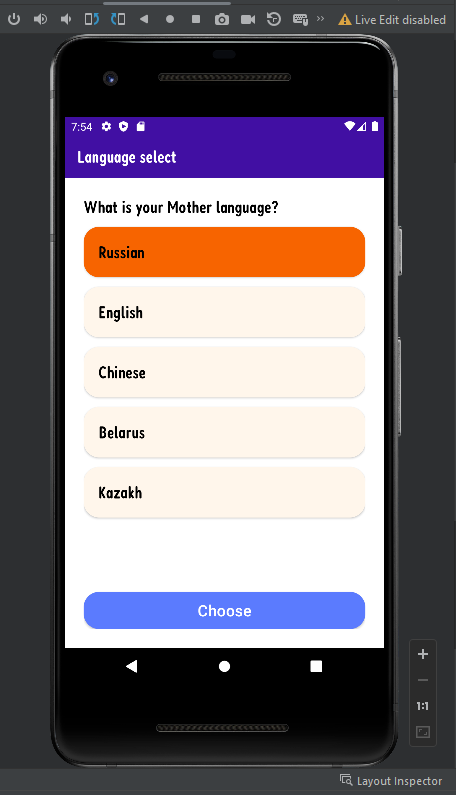 Live Edit disabled
7:54
Language select
What is your Mother language?
Russian
English
Chinese
Belarus
Kazakh
Choose
1:1
Layout Inspector